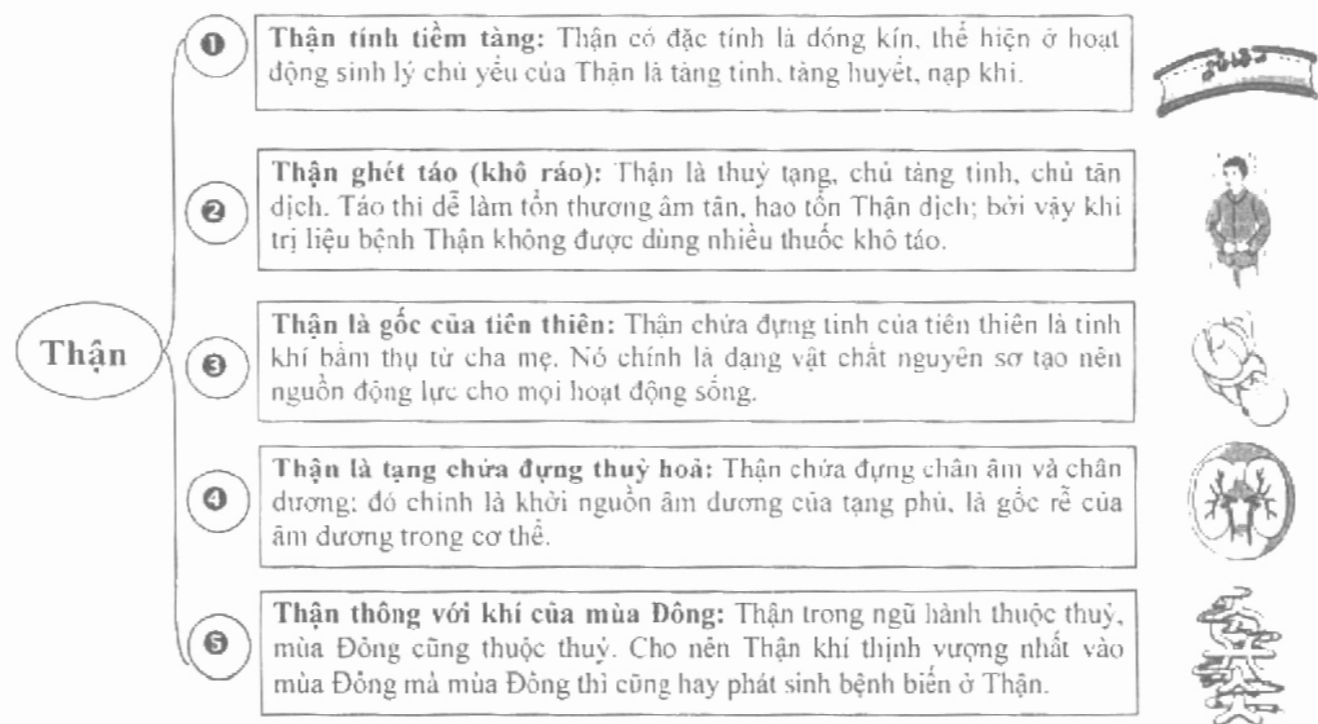 Thận
❶
Thận tính tiềm tàng: Thận có đặc tính là đóng kín, thể hiện ở hoạt
động sinh lý chủ yếu của Thận là tàng tinh, tàng huyết, nạp khí.
❷
Thận ghét táo (khô ráo): Thận là thuỷ tạng, chủ tàng tinh, chủ tân
dịch. Táo thì dễ làm tổn thương âm tân, hao tổn Thận dịch; bởi vậy khi
trị liệu bệnh Thận không được dùng nhiều thuốc khô táo.
❸
Thận là gốc của tiên thiên: Thận chứa đựng tinh của tiên thiên là tinh
khí bẩm thụ từ cha mẹ. Nó chính là dạng vật chất nguyên sơ tạo nên
nguồn động lực cho mọi hoạt động sống.
❹
Thận là tạng chứa đựng thuỷ hoả: Thận chứa đựng chân âm và chân
dương; đó chính là khởi nguồn âm dương của tạng phủ, là gốc rễ của
âm dương trong cơ thể.
❺
Thận thông với khí của mùa Đông: Thận trong ngũ hành thuộc thuỷ,
mùa Đông cũng thuộc thuỷ. Cho nên Thận khí thịnh vượng nhất vào
mùa Đông mà mùa Đông thì cũng hay phát sinh bệnh biến ở Thận.